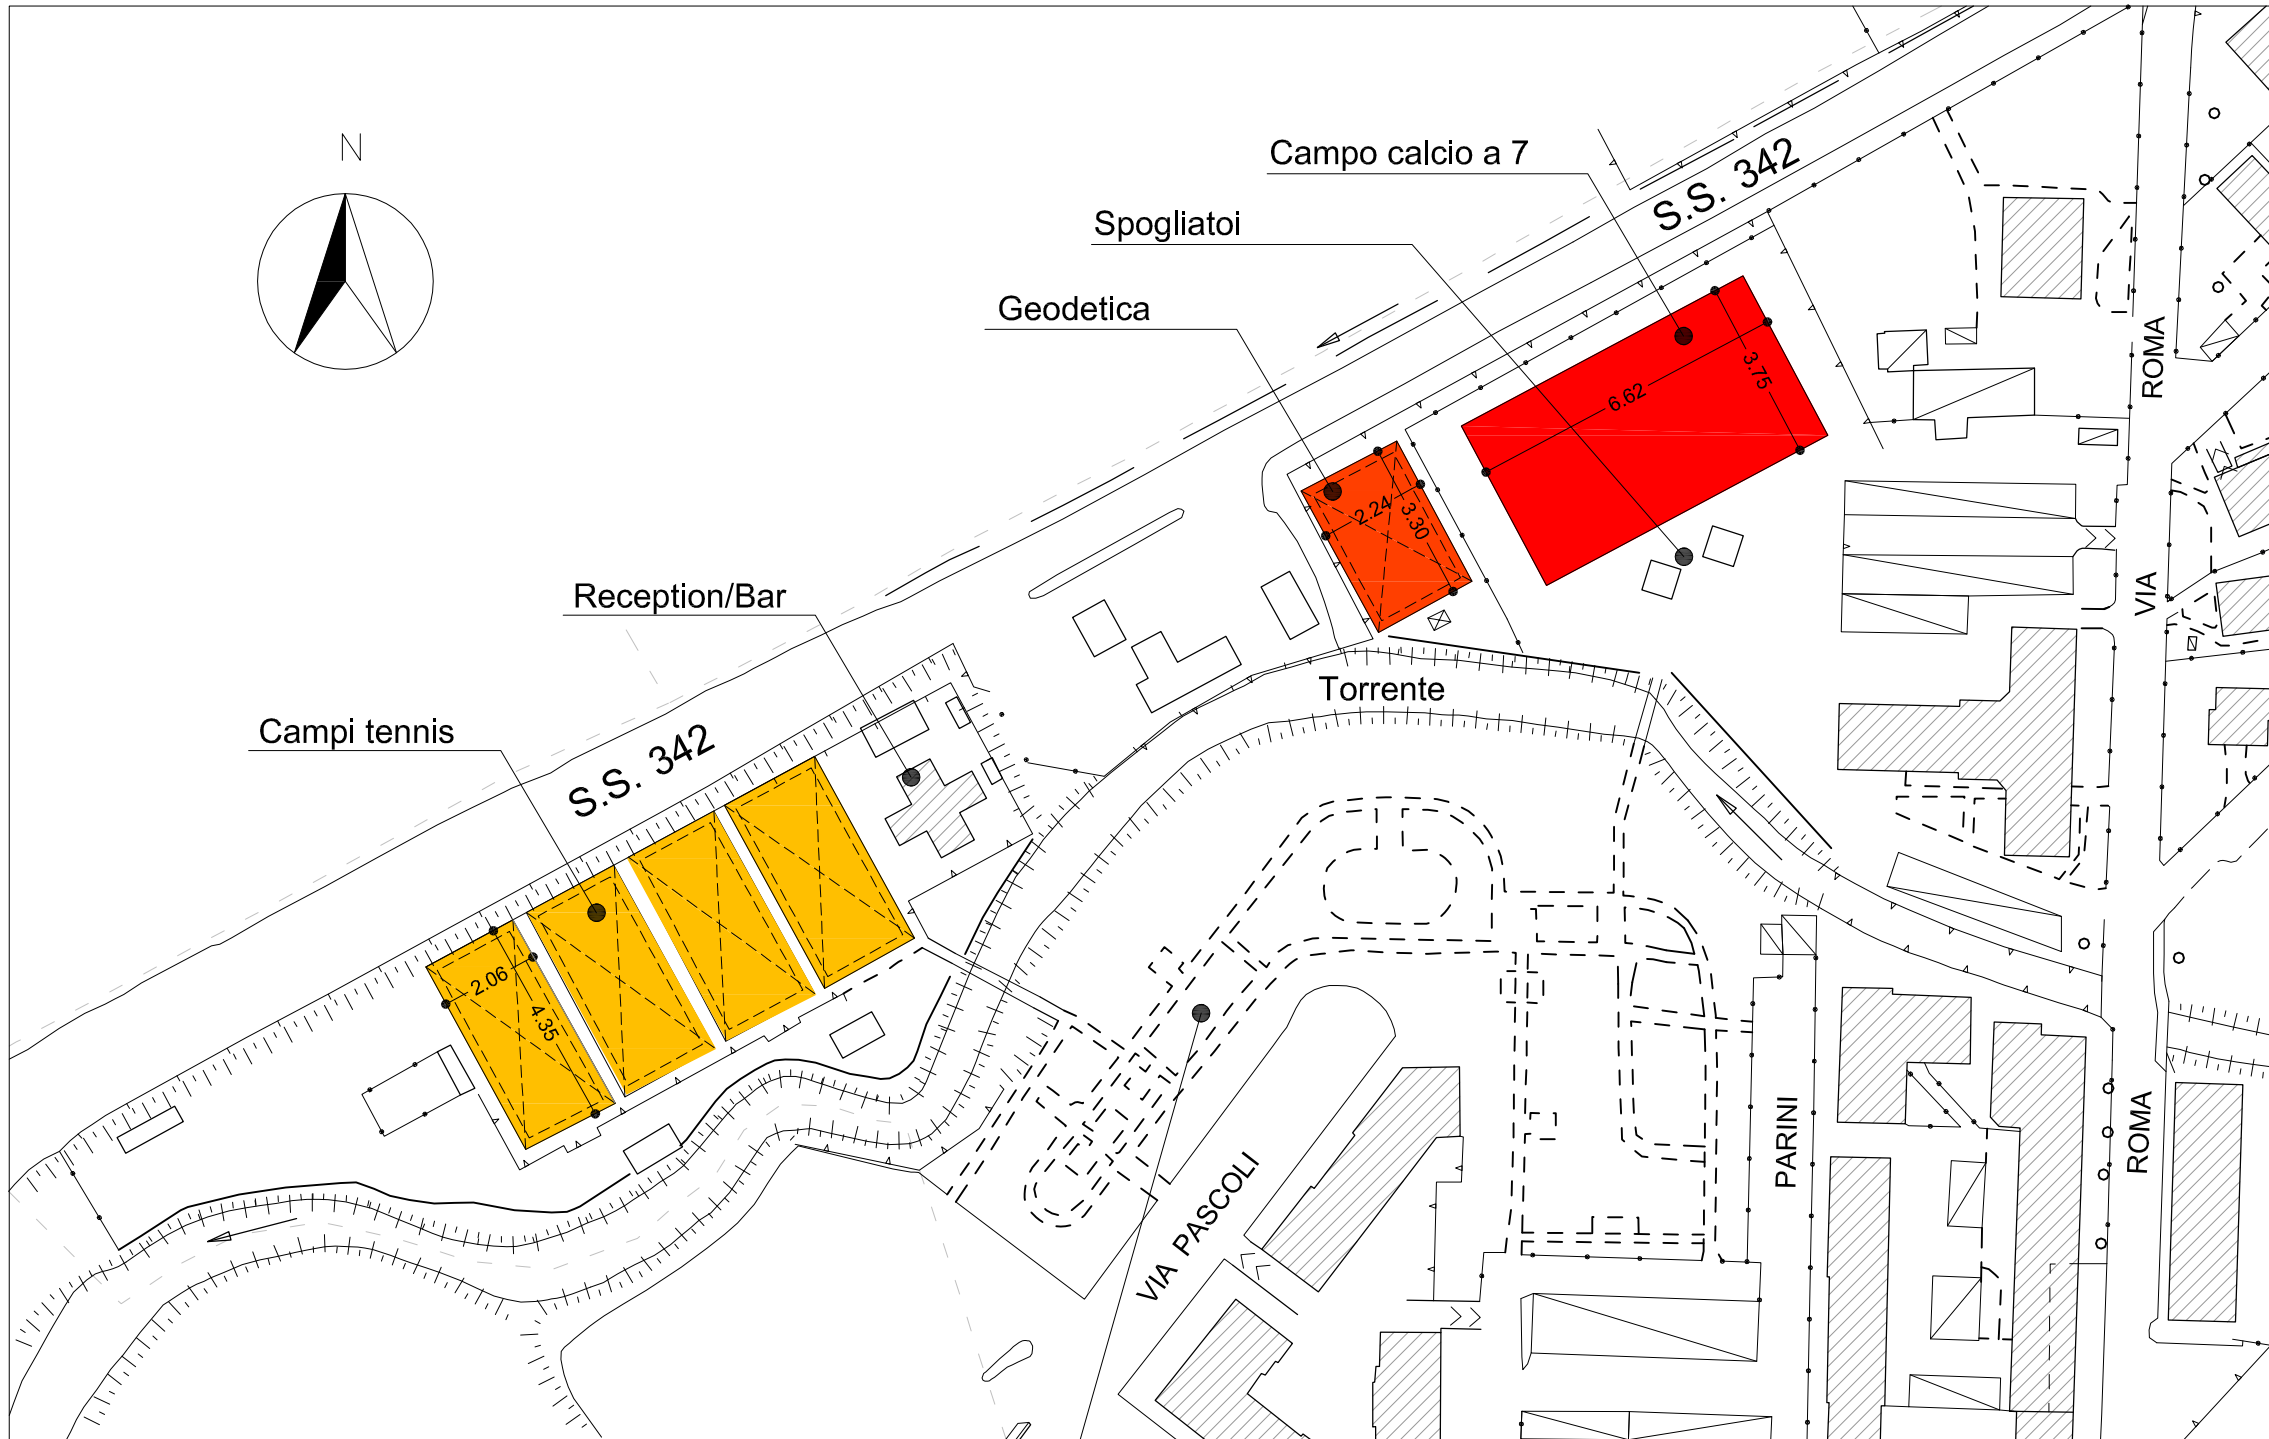 N
Campo calcio a 7
S.S. 342
Spogliatoi
Geodetica
ROMA
3.75
6.62
2.24
3.30
VIA
Reception/Bar
Torrente
Campi tennis
S.S. 342
2.06
4.35
PARINI
ROMA
VIA PASCOLI